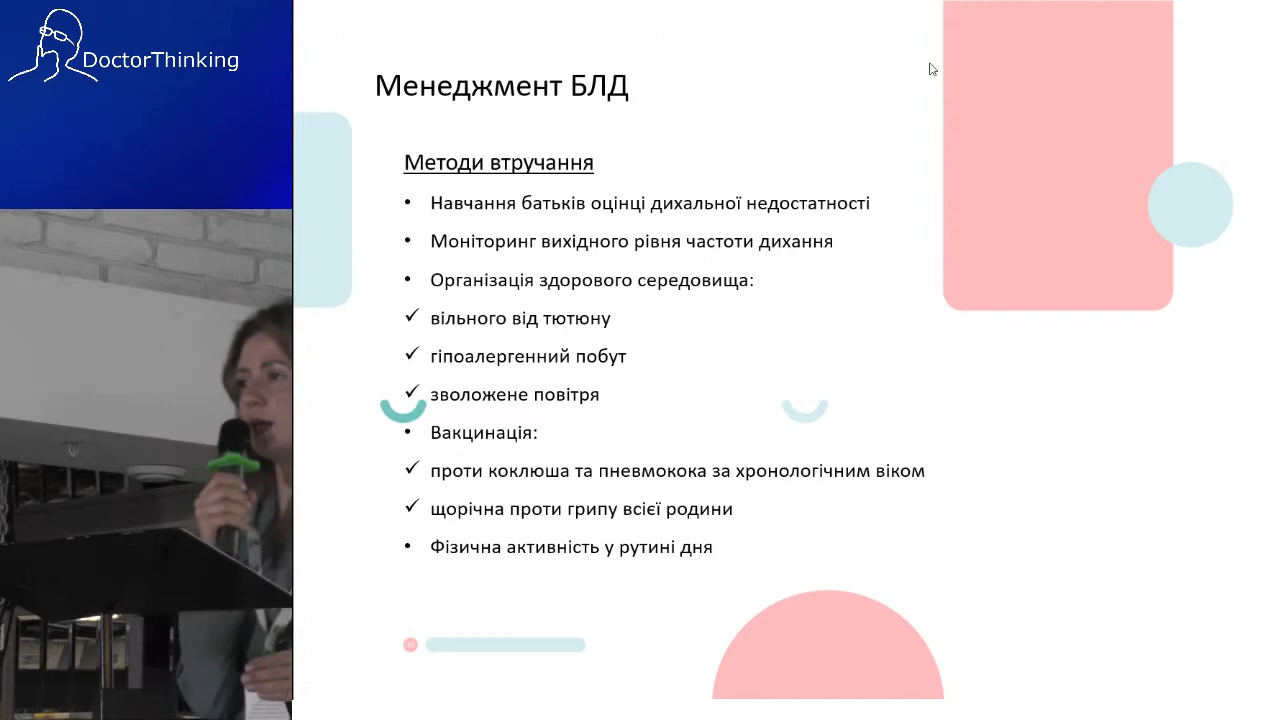 DoctorThinking
Менеджмент БЛД
Методи втручання
• Навчання батьків оцінці дихальної недостатності
• Моніторинг вихідного рівня частоти дихання
• Організація здорового середовища:
✓ вільного від тютюну
✓ гіпоалергенний побут
✓ зволожене повітря
• Вакцинація:
✓ проти коклюша та пневмокока за хронологічним віком
✓ щорічна проти грипу всієї родини
• Фізична активність у рутині дня